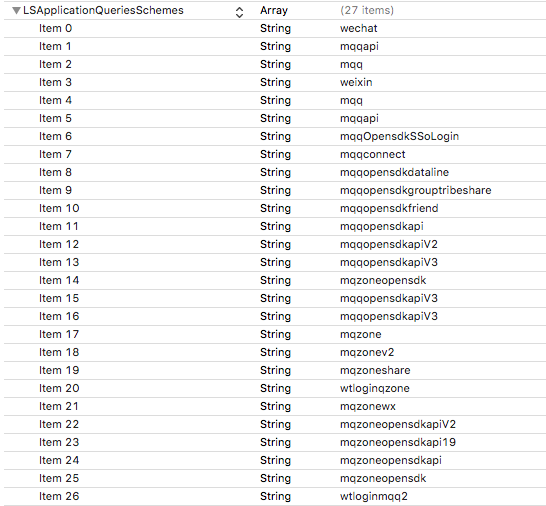 LSApplicationQueriesSchemes Array (27 items)
Item 0 String wechat
Item 1 String mqqapi
Item 2 String mqq
Item 3 String weixin
Item 4 String mqq
Item 5 String mqqapi
Item 6 String mqqOpensdkSSoLogin
Item 7 String mqqconnect
Item 8 String mqqopensdkdataline
Item 9 String mqqopensdkgrouptribeshare
Item 10 String mqqopensdkfriend
Item 11 String mqqopensdkapi
Item 12 String mqqopensdkapiV2
Item 13 String mqqopensdkapiV3
Item 14 String mqzoneopensdk
Item 15 String mqqopensdkapiV3
Item 16 String mqqopensdkapiV3
Item 17 String mqzone
Item 18 String mqzonev2
Item 19 String mqzoneshare
Item 20 String wtloginqzone
Item 21 String mqzonewx
Item 22 String mqzoneopensdkapiV2
Item 23 String mqzoneopensdkapi19
Item 24 String mqzoneopensdkapi
Item 25 String mqzoneopensdk
Item 26 String wtloginmqq2